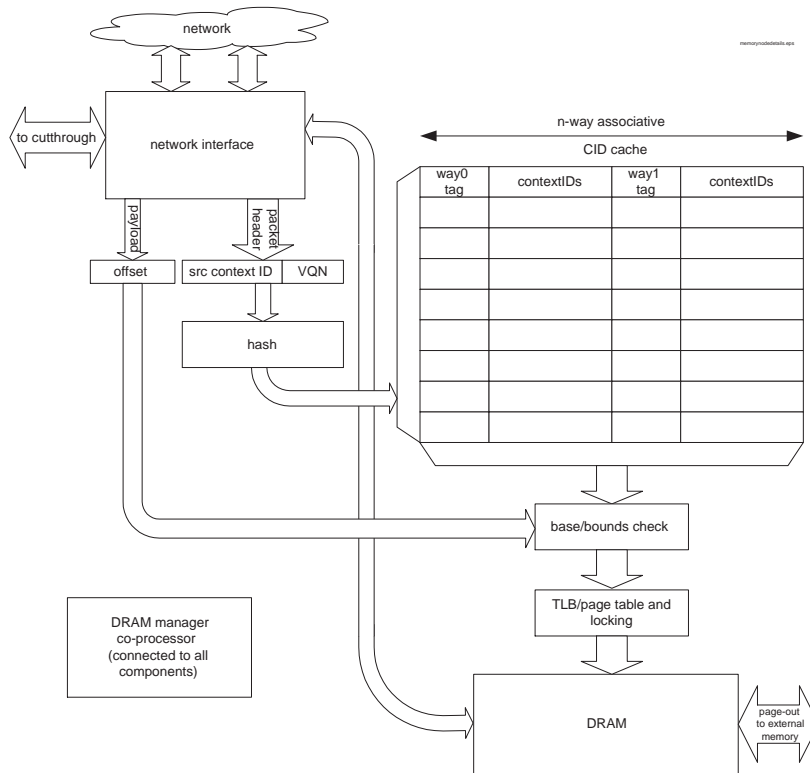 network
memorynodedetails.eps
to cutthrough
network interface
n-way associative
CID cache
way0
tag
contextIDs
way1
tag
contextIDs
payload
packet
header
offset
src context ID
VQN
hash
base/bounds check
TLB/page table and
locking
DRAM manager
co-processor
(connected to all
components)
DRAM
page-out
to external
memory